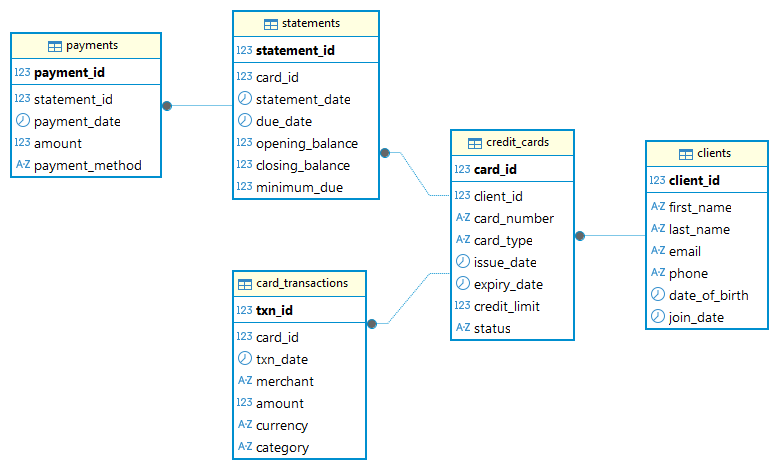 payments
123 payment_id
123 statement_id
payment_date
123 amount
A-Z payment_method
statements
123 statement_id
123 card_id
statement_date
due_date
123 opening_balance
123 closing_balance
123 minimum_due
card_transactions
123 txn_id
123 card_id
txn_date
A-Z merchant
123 amount
A-Z currency
A-Z category
credit_cards
123 card_id
123 client_id
A-Z card_number
A-Z card_type
issue_date
expiry_date
123 credit_limit
A-Z status
clients
123 client_id
A-Z first_name
A-Z last_name
A-Z email
A-Z phone
date_of_birth
join_date